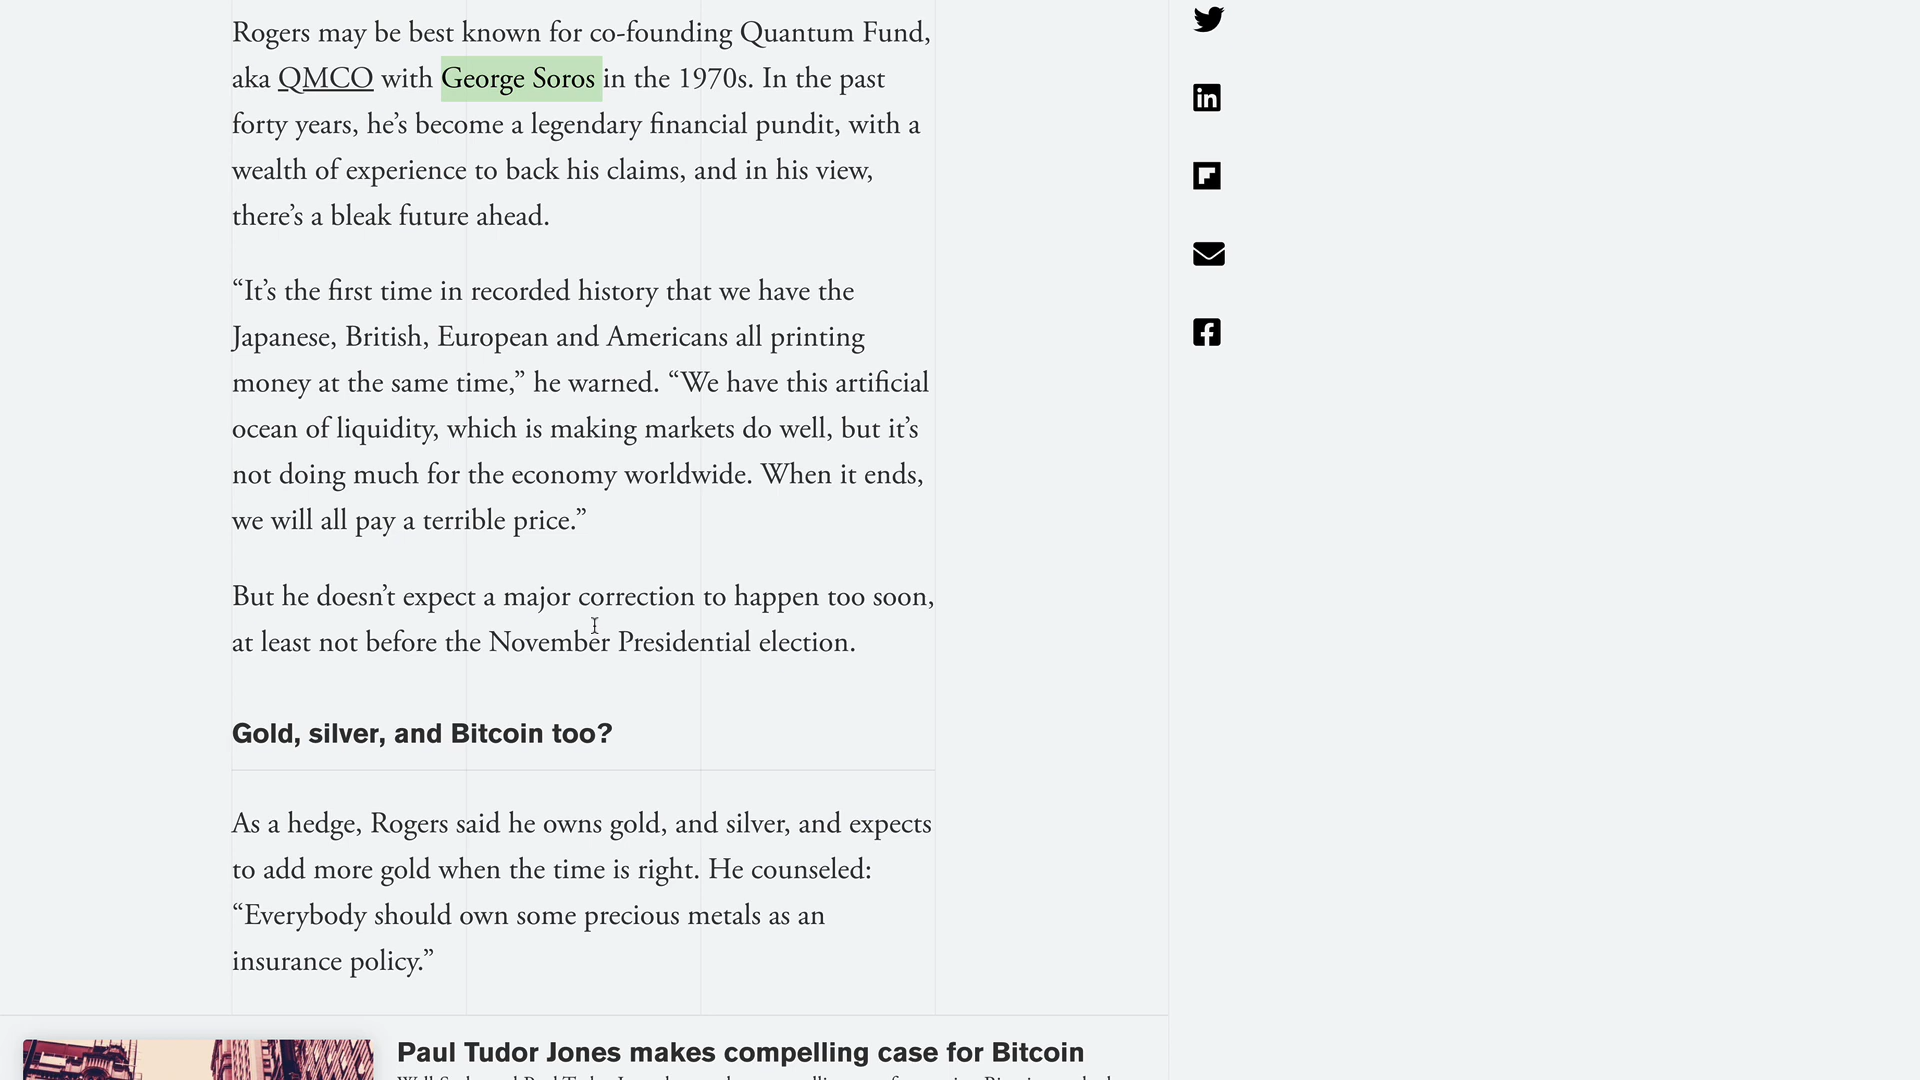 Rogers may be best known for co-founding Quantum Fund,
aka QMCO with George Soros in the 1970s. In the past
forty years, he’s become a legendary financial pundit, with a
wealth of experience to back his claims, and in his view,
there’s a bleak future ahead.
“It’s the first time in recorded history that we have the
Japanese, British, European and Americans all printing
money at the same time,” he warned. “We have this artificial
ocean of liquidity, which is making markets do well, but it’s
not doing much for the economy worldwide. When it ends,
we will all pay a terrible price.”
But he doesn’t expect a major correction to happen too soon,
at least not before the November Presidential election.
Gold, silver, and Bitcoin too?
As a hedge, Rogers said he owns gold, and silver, and expects
to add more gold when the time is right. He counseled:
“Everybody should own some precious metals as an
insurance policy.”
Paul Tudor Jones makes compelling case for Bitcoin